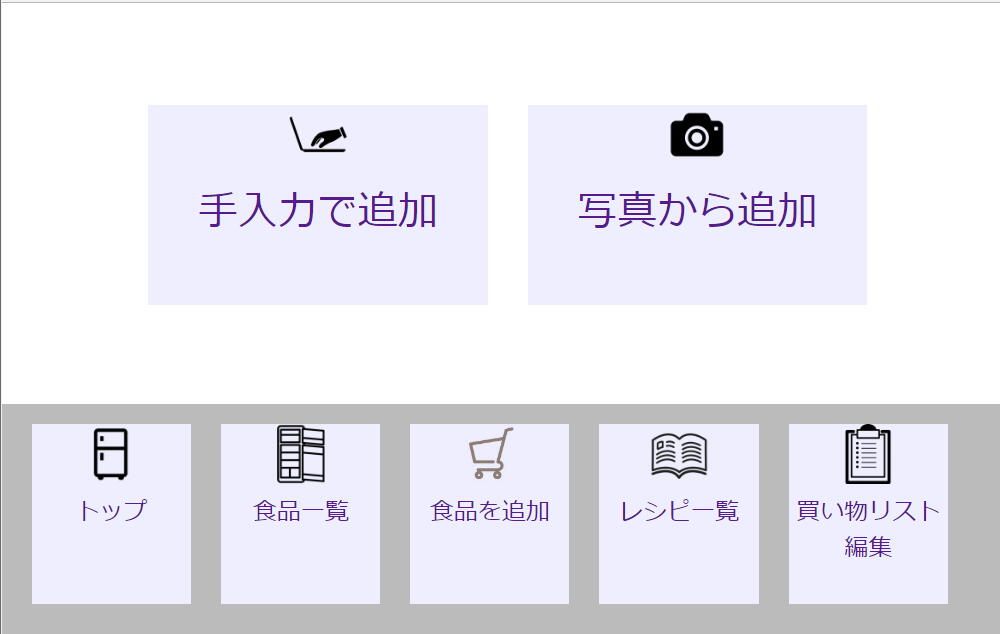 手入力で追加
写真から追加
トップ
食品一覧
食品を追加
レシピ一覧
買い物リスト
編集